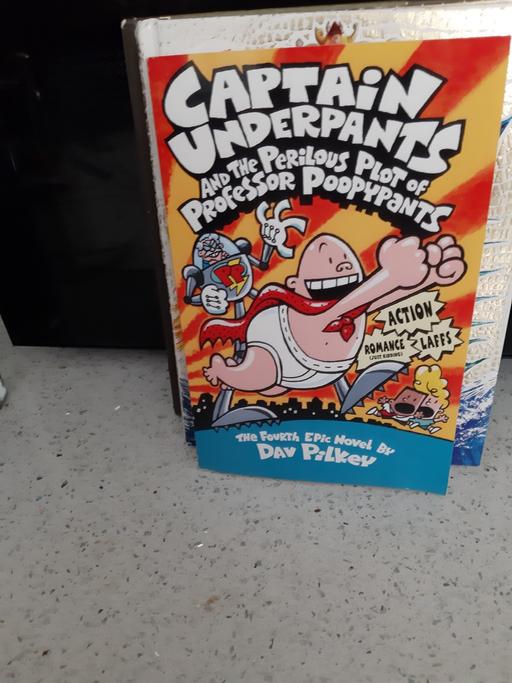 CAPTAIN
UNDERPANTS
AND THE PERILOUS PLOT OF
PROFESSOR POOPYPANTS
ACTION
ROMANCE
(JUST KIDDING)
LAFFS
THE FOURTH EPIC NOVEL BY
DAV PILKEY